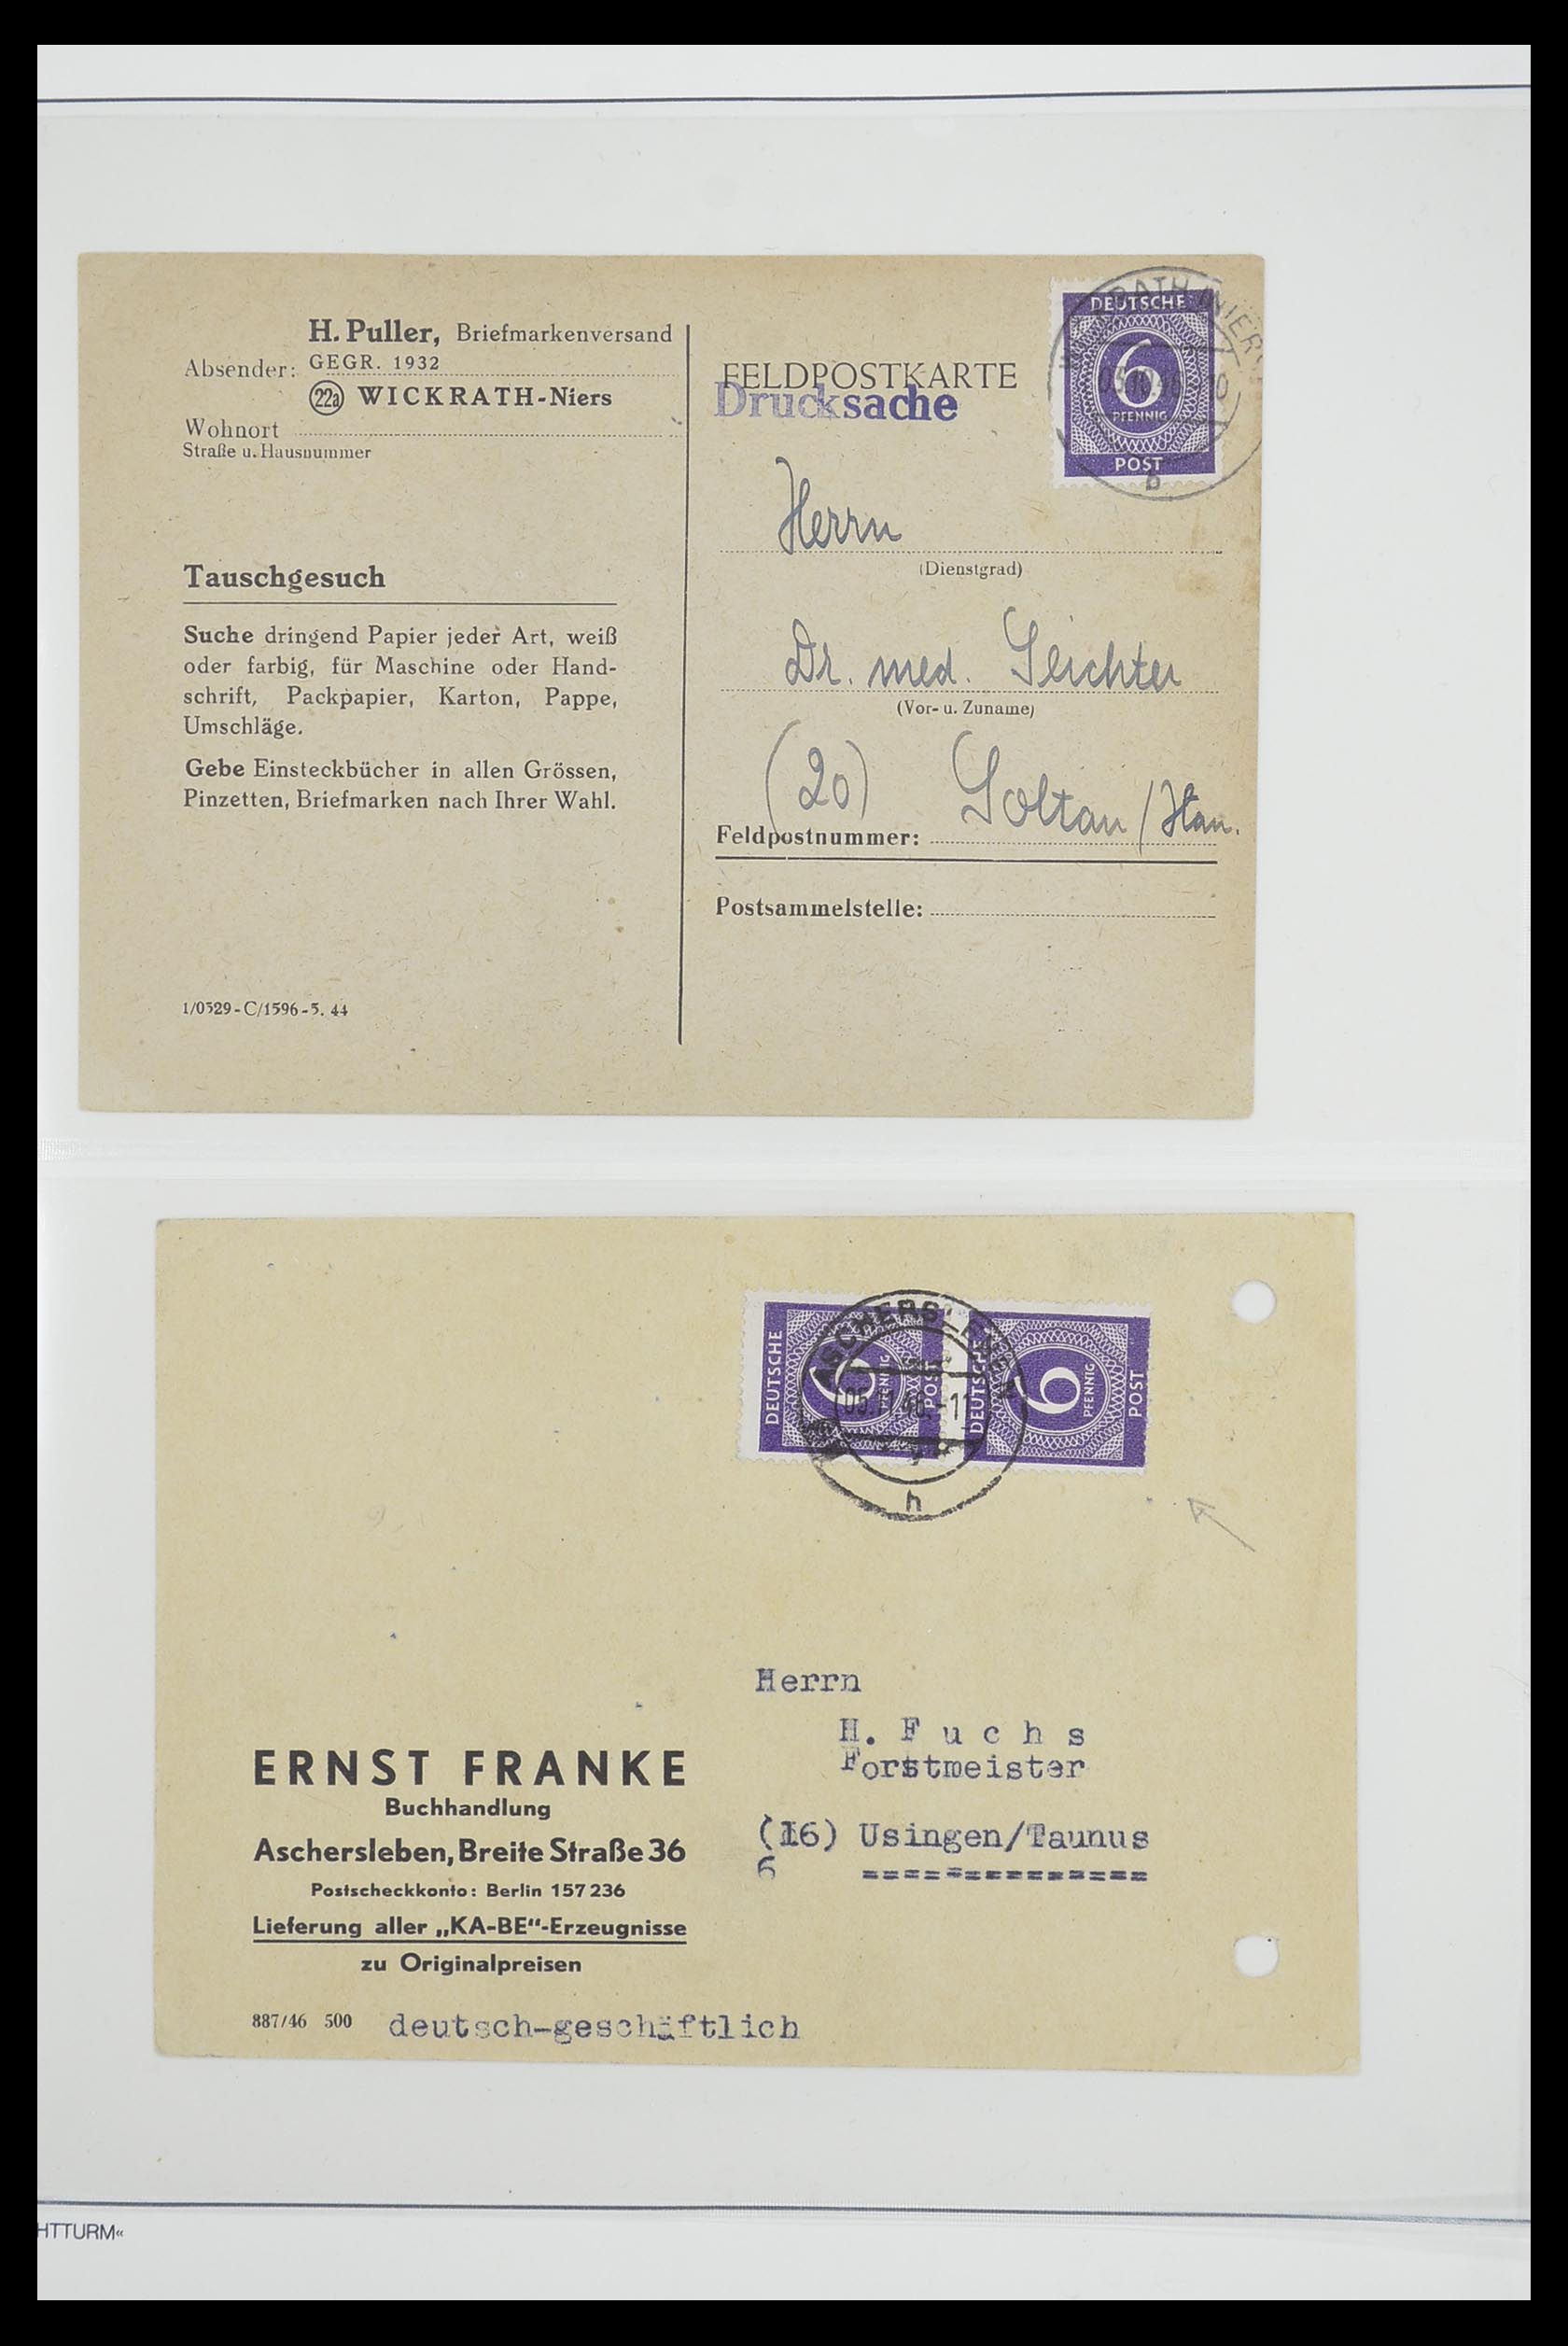 H. Puller, Briefmarkenversand
Absender: GEGR. 1932
(22a) WICKRATH-Niers
Wohnort
Straße u. Hausnummer
Tauschgesuch
Suche dringend Papier jeder Art, weiß
oder farbig, für Maschine oder Hand-
schrift, Packpapier, Karton, Pappe,
Umschläge.
Gebe Einsteckbücher in allen Grössen,
Pinzetten, Briefmarken nach Ihrer Wahl.
1/0529-C/1596-5. 44
FELDPOSTKARTE
Drucksache
DEUTSCHE
6
PFENNIG
POST
b
Herrn
(Dienstgrad)
Dr. med.
(Vor- u. Zuname)
(20) Soltau/Han.
Feldpostnummer:
Postsammelstelle:
DEUTSCHE
6
PFENNIG
POST
DEUTSCHE
6
PFENNIG
POST
ASCHERSLEBEN
h
Herrn
H. Fuchs
Forstmeister
(16) Usingen/Taunus
6 ==============
ERNST FRANKE
Buchhandlung
Aschersleben, Breite Straße 36
Postscheckkonto: Berlin 157 236
Lieferung aller „KA-BE“-Erzeugnisse
zu Originalpreisen
887/46 500 deutsch-geschäftlich
HTTURM«